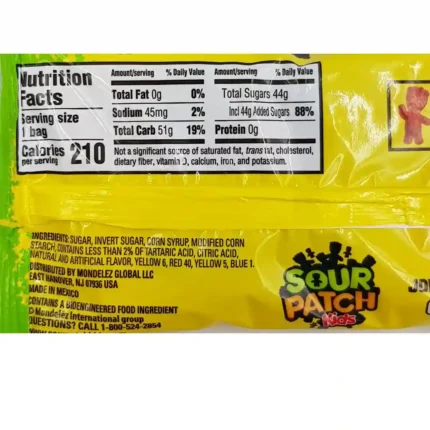 Nutrition
Facts
Serving size
1 bag
Calories 210
per serving
Amount/serving % Daily Value
Total Fat 0g 0%
Sodium 45mg 2%
Total Carb 51g 19%
Amount/serving % Daily Value
Total Sugars 44g
Incl 44g Added Sugars 88%
Protein 0g
Not a significant source of saturated fat, trans fat, cholesterol,
dietary fiber, vitamin D, calcium, iron, and potassium.
INGREDIENTS: SUGAR, INVERT SUGAR, CORN SYRUP, MODIFIED CORN
STARCH, CONTAINS LESS THAN 2% OF TARTARIC ACID, CITRIC ACID,
NATURAL AND ARTIFICIAL FLAVOR, YELLOW 6, RED 40, YELLOW 5, BLUE 1.
DISTRIBUTED BY MONDELEZ GLOBAL LLC
EAST HANOVER, NJ 07936 USA
MADE IN MEXICO
CONTAINS A BIOENGINEERED FOOD INGREDIENT
© Mondelez International group
QUESTIONS? CALL 1-800-524-2854
SOUR
PATCH
Kids